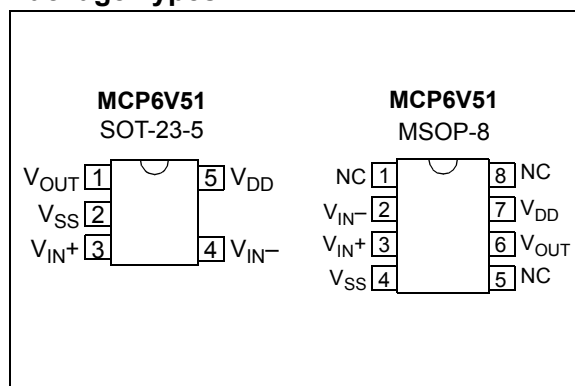 MCP6V51
SOT-23-5
VOUT 1
5 VDD
VSS 2
VIN+ 3
4 VIN–
MCP6V51
MSOP-8
NC 1
8 NC
VIN– 2
7 VDD
VIN+ 3
6 VOUT
VSS 4
5 NC